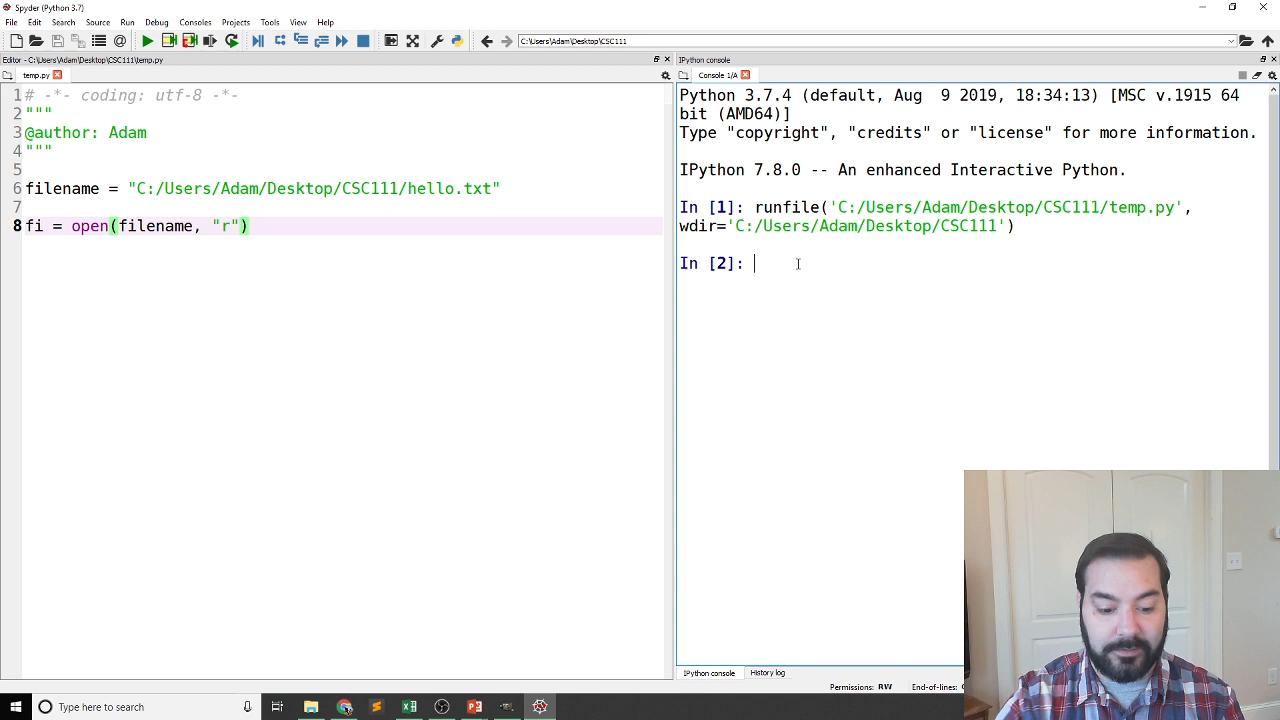 Spyder (Python 3.7)
File Edit Search Source Run Debug Consoles Projects Tools View Help
C:\Users\Adam\Desktop\CSC111
Editor - C:\Users\Adam\Desktop\CSC111\temp.py
IPython console
temp.py
Console 1/A
1 # -*- coding: utf-8 -*-
2 """
3 @author: Adam
4 """
5
6 filename = "C:/Users/Adam/Desktop/CSC111/hello.txt"
7
8 fi = open(filename, "r")
Python 3.7.4 (default, Aug  9 2019, 18:34:13) [MSC v.1915 64
bit (AMD64)]
Type "copyright", "credits" or "license" for more information.
IPython 7.8.0 -- An enhanced Interactive Python.
In [1]: runfile('C:/Users/Adam/Desktop/CSC111/temp.py',
wdir='C:/Users/Adam/Desktop/CSC111')
In [2]:
IPython console History log
Permissions: RW End-of-lines:
Type here to search